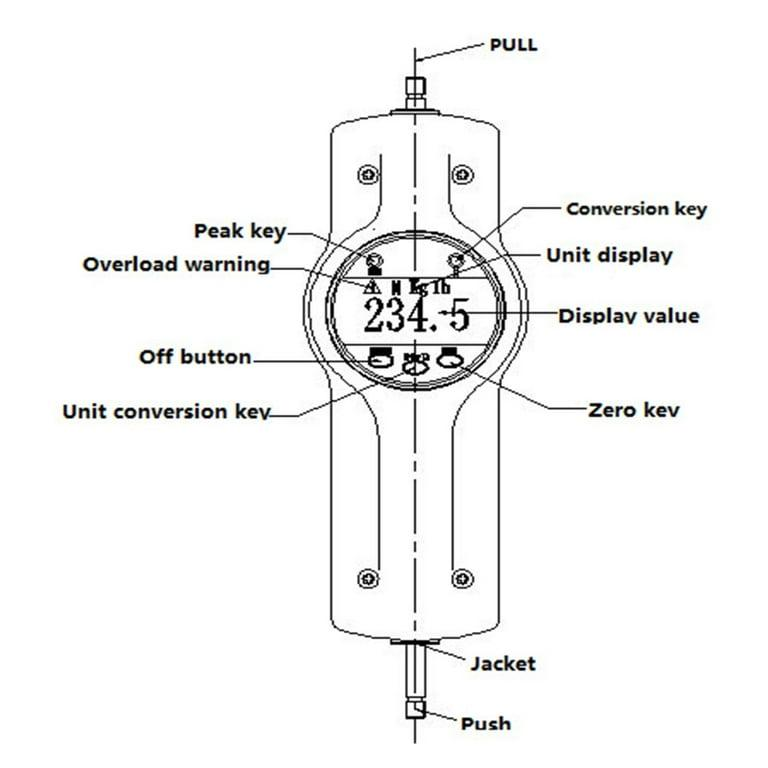 PULL
Conversion key
Peak key
Unit display
Overload warning
N Kg lb
234.5
Display value
Off button
Unit conversion key
Zero key
Jacket
Push